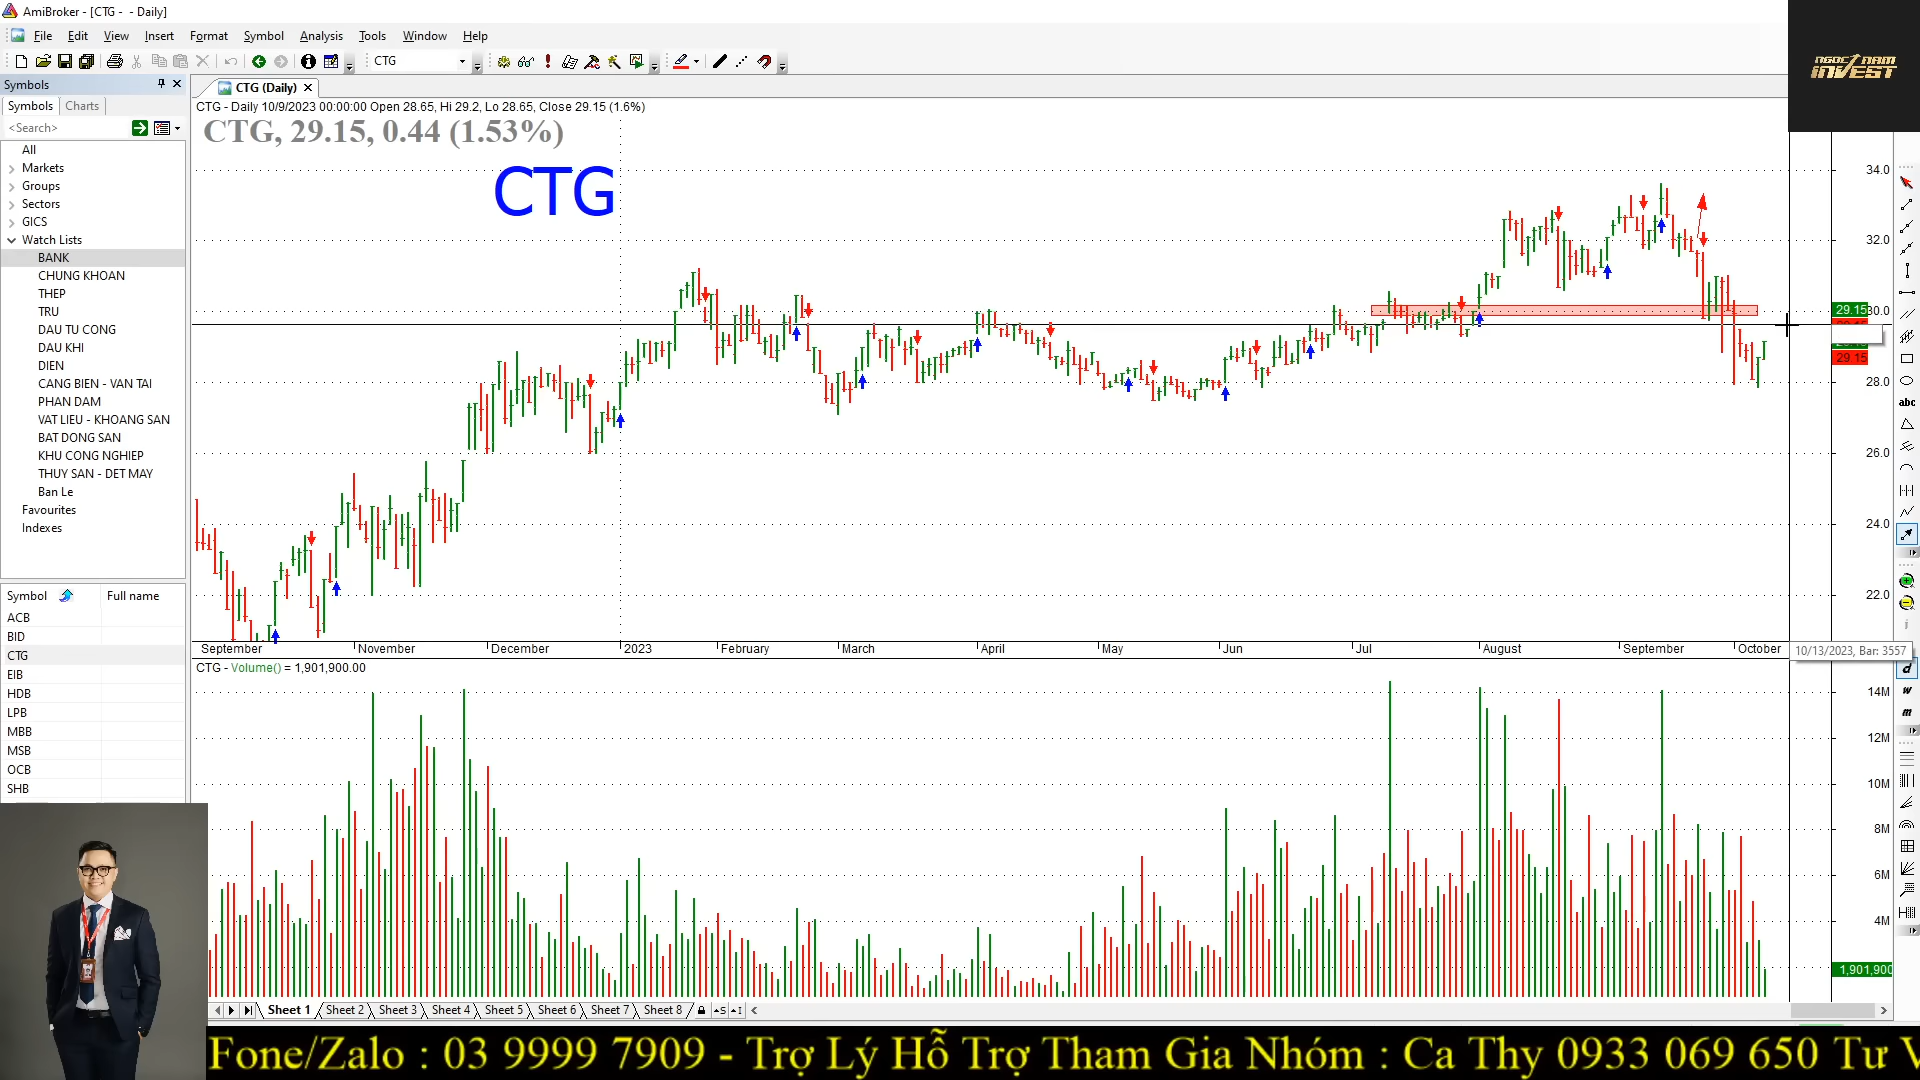 AmiBroker - [CTG - - Daily]
File Edit View Insert Format Symbol Analysis Tools Window Help
CTG
NGOC NAM
INVEST
Symbols
Symbols Charts
<Search>
All
Markets
Groups
Sectors
GICS
Watch Lists
BANK
CHUNG KHOAN
THEP
TRU
DAU TU CONG
DAU KHI
DIEN
CANG BIEN - VAN TAI
PHAN DAM
VAT LIEU - KHOANG SAN
BAT DONG SAN
KHU CONG NGHIEP
THUY SAN - DET MAY
Ban Le
Favourites
Indexes
Symbol Full name
ACB
BID
CTG
EIB
HDB
LPB
MBB
MSB
OCB
SHB
CTG (Daily)
CTG - Daily 10/9/2023 00:00:00 Open 28.65, Hi 29.2, Lo 28.65, Close 29.15 (1.6%)
CTG, 29.15, 0.44 (1.53%)
CTG
34.0
32.0
29.15 30.0
29.15
28.0
26.0
24.0
22.0
September November December 2023 February March April May Jun Jul August September October
10/13/2023, Bar: 3557
CTG - Volume() = 1,901,900.00
14M
12M
10M
8M
6M
4M
1,901,900
abc
d
w
m
Sheet 1 Sheet 2 Sheet 3 Sheet 4 Sheet 5 Sheet 6 Sheet 7 Sheet 8
Fone/Zalo : 03 9999 7909 - Trợ Lý Hỗ Trợ Tham Gia Nhóm : Ca Thy 0933 069 650 Tư V